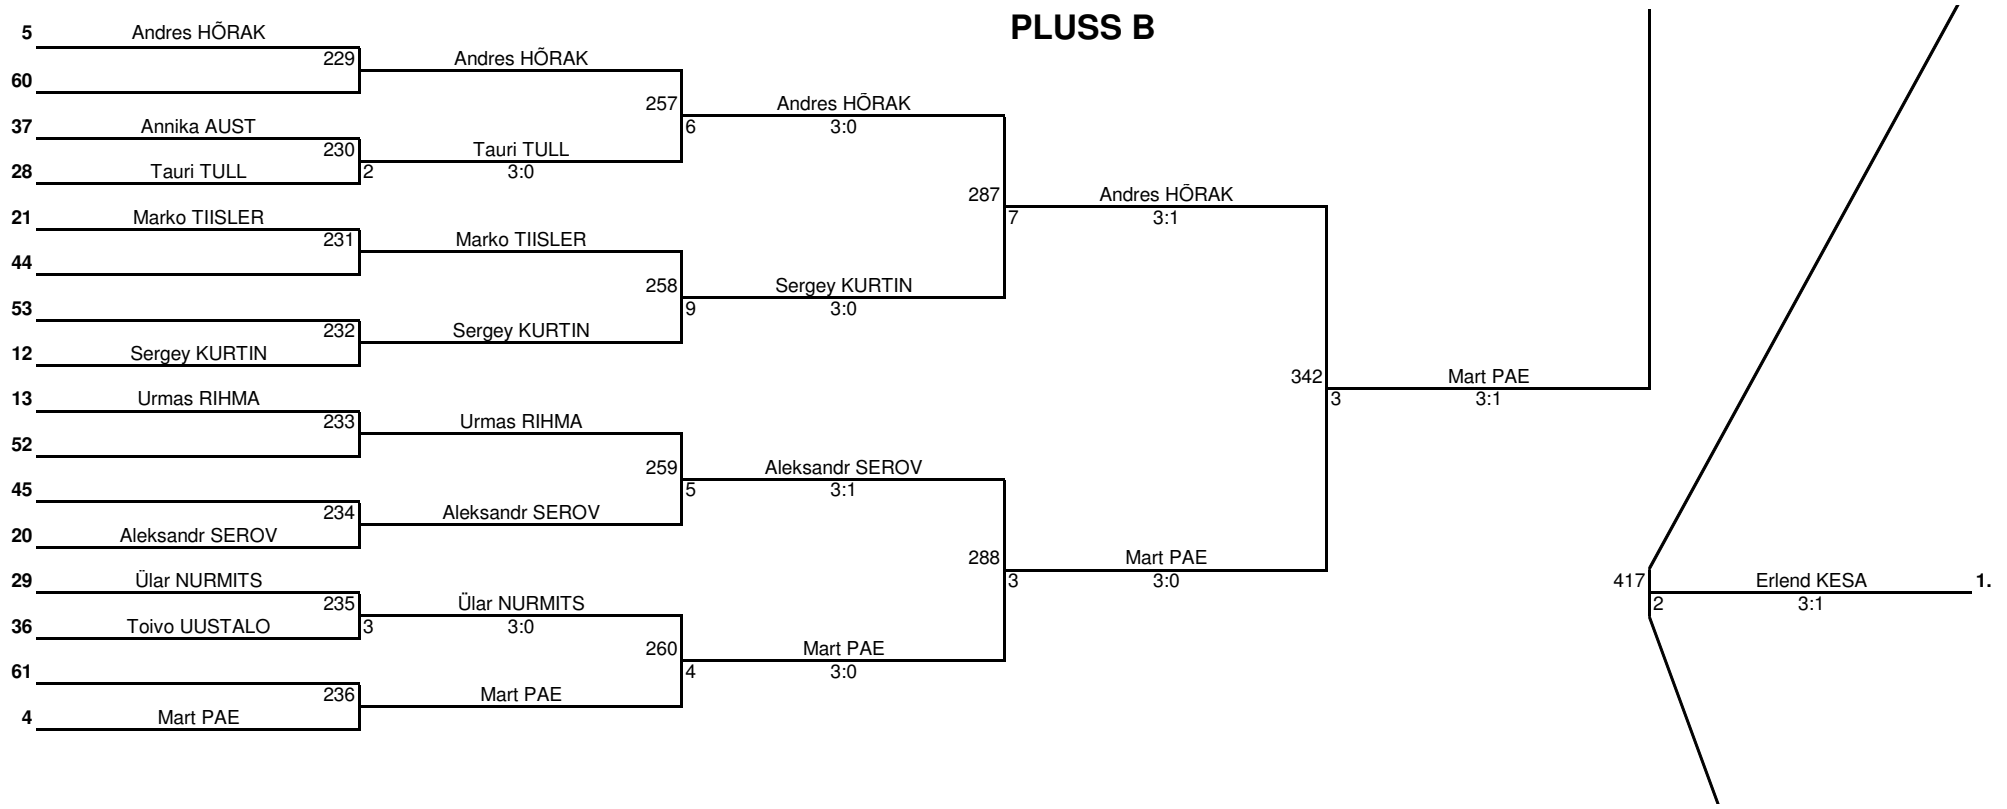 PLUSS B
5 Andres HÕRAK
229 Andres HÕRAK
60
257 Andres HÕRAK
6 3:0
37 Annika AUST
230 Tauri TULL
28 Tauri TULL 2 3:0
287 Andres HÕRAK
7 3:1
21 Marko TIISLER
231 Marko TIISLER
44
258 Sergey KURTIN
9 3:0
53
232 Sergey KURTIN
12 Sergey KURTIN
342 Mart PAE
3 3:1
13 Urmas RIHMA
233 Urmas RIHMA
52
259 Aleksandr SEROV
5 3:1
45
234 Aleksandr SEROV
20 Aleksandr SEROV
288 Mart PAE
3 3:0
29 Ülar NURMITS
417 Erlend KESA 1.
2 3:1
235 Ülar NURMITS
36 Toivo UUSTALO 3 3:0
260 Mart PAE
4 3:0
61
236 Mart PAE
4 Mart PAE